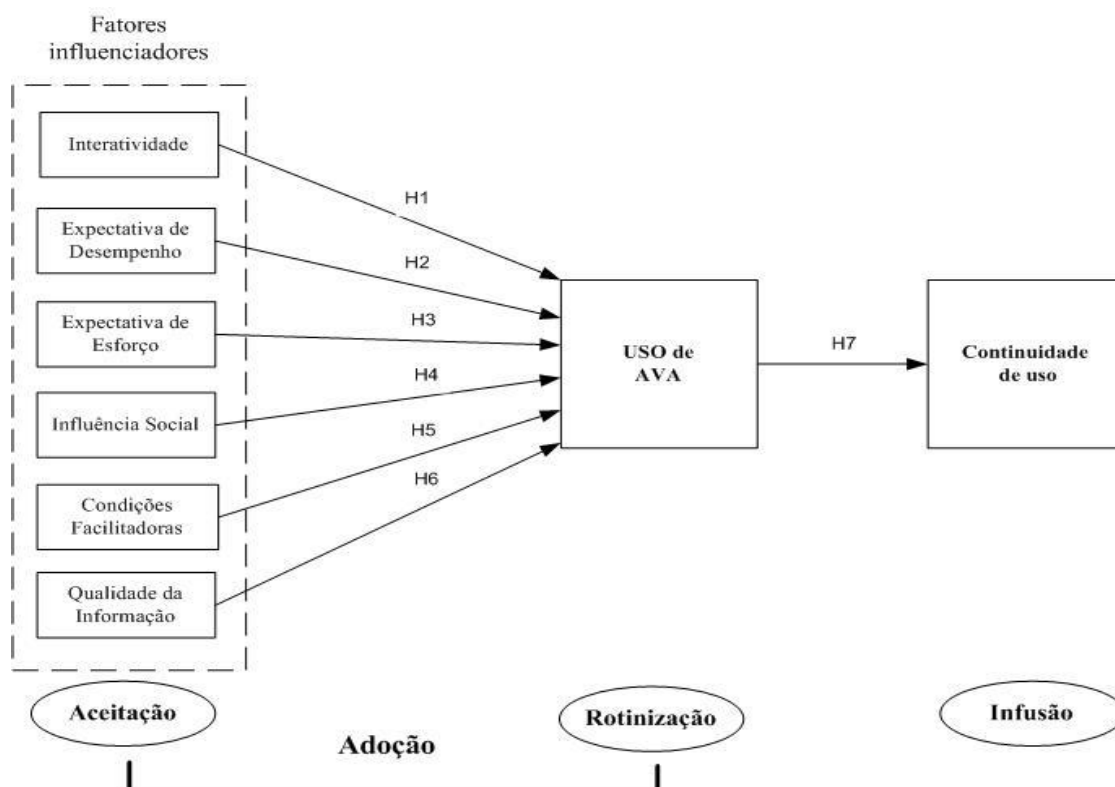 Fatores
influenciadores
Interatividade
Expectativa de
Desempenho
Expectativa de
Esforço
Influência Social
Condições
Facilitadoras
Qualidade da
Informação
H1
H2
H3
H4
H5
H6
USO de
AVA
H7
Continuidade
de uso
Aceitação
Adoção
Rotinização
Infusão